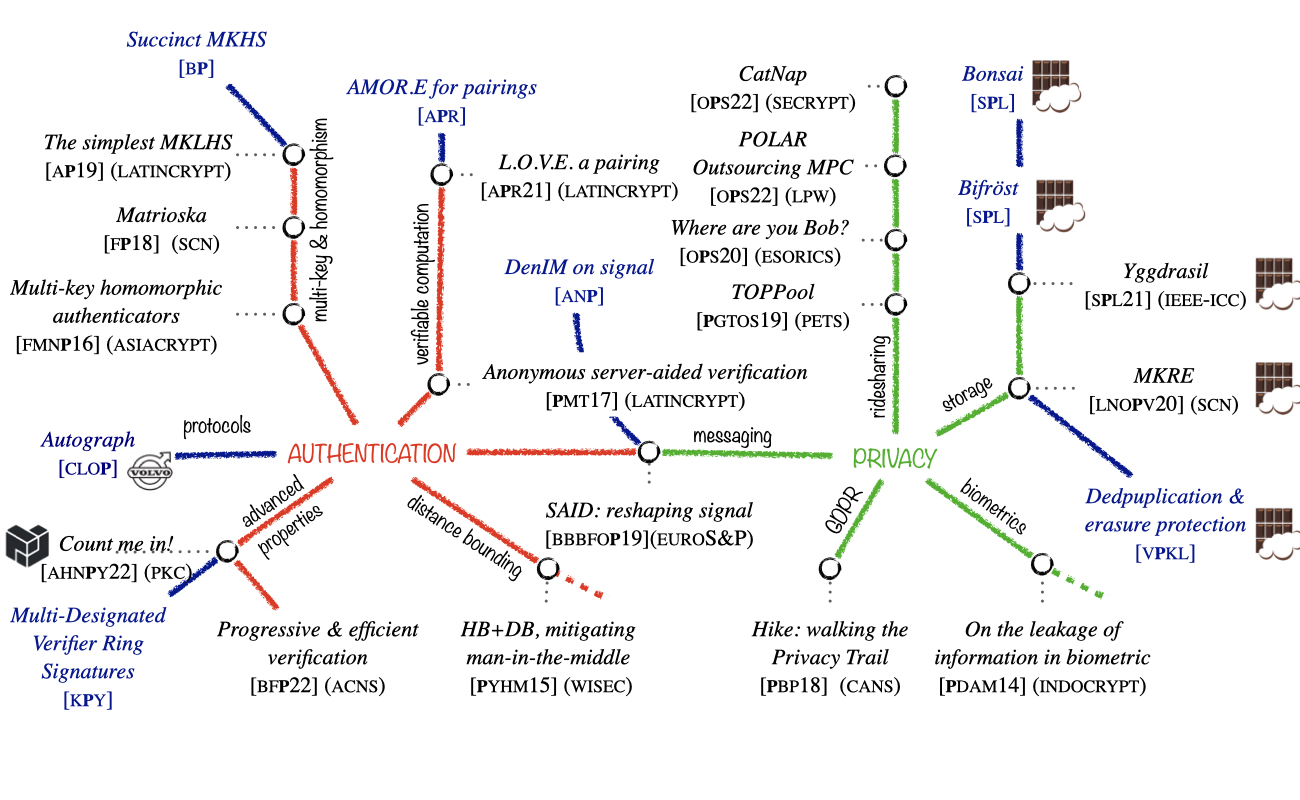 Succinct MKHS
[BP]
The simplest MKLHS
[AP19] (LATINCRYPT)
Matrioska
[FP18] (SCN)
Multi-key homomorphic
authenticators
[FMNP16] (ASIACRYPT)
multi-key & homomorphism
AMOR.E for pairings
[APR]
L.O.V.E. a pairing
[APR21] (LATINCRYPT)
verifiable computation
DenIM on signal
[ANP]
Anonymous server-aided verification
[PMT17] (LATINCRYPT)
CatNap
[OPS22] (SECRYPT)
POLAR
Outsourcing MPC
[OPS22] (LPW)
Where are you Bob?
[OPS20] (ESORICS)
TOPPool
[PGTOS19] (PETS)
ridesharing
Bonsai
[SPL]
Bifröst
[SPL]
Yggdrasil
[SPL21] (IEEE-ICC)
MKRE
[LNOPV20] (SCN)
storage
Dedpuplication &
erasure protection
[VPKL]
Autograph
[CLOP]
VOLVO
protocols
AUTHENTICATION
messaging
PRIVACY
SAID: reshaping signal
[BBBFOP19](EUROS&P)
advanced
properties
Count me in!
[AHNPY22] (PKC)
Multi-Designated
Verifier Ring
Signatures
[KPY]
Progressive & efficient
verification
[BFP22] (ACNS)
distance bounding
HB+DB, mitigating
man-in-the-middle
[PYHM15] (WISEC)
GDPR
Hike: walking the
Privacy Trail
[PBP18] (CANS)
biometrics
On the leakage of
information in biometric
[PDAM14] (INDOCRYPT)